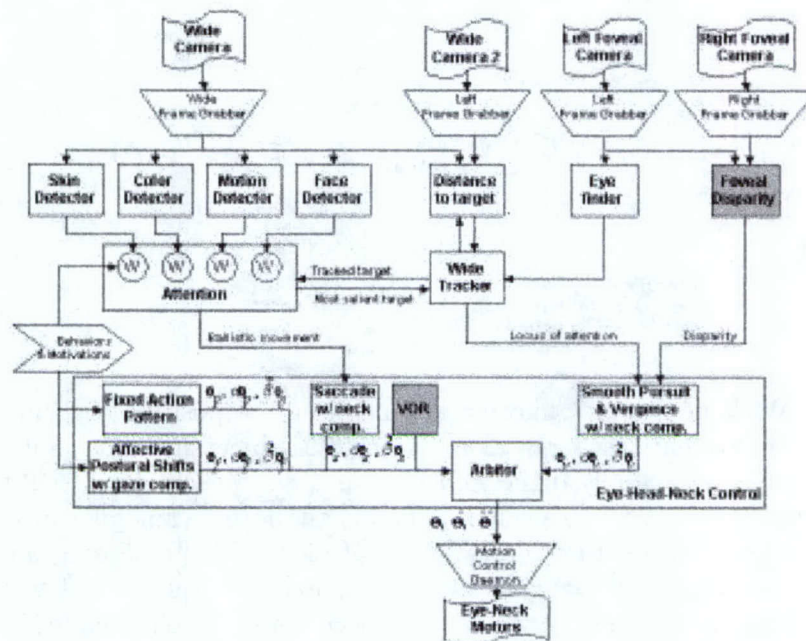 Wide
Camera
Wide
Camera 2
Left Foveal
Camera
Right Foveal
Camera
Wide
Frame Grabber
Left
Frame Grabber
Left
Frame Grabber
Right
Frame Grabber
Skin
Detector
Color
Detector
Motion
Detector
Face
Detector
Distance
to target
Eye
finder
Foveal
Disparity
W
W
W
W
Attention
Tracked target
Most salient target
Wide
Tracker
Behaviors
& Motivations
Ballistic movement
Locus of attention
Disparity
Fixed Action
Pattern
Saccade
w/ neck
comp.
VOR
Smooth Pursuit
& Vergence
w/ neck comp.
Affective
Postural Shifts
w/ gaze comp.
Arbitor
Eye-Head-Neck Control
Motion
Control
Daemon
Eye-Neck
Motors